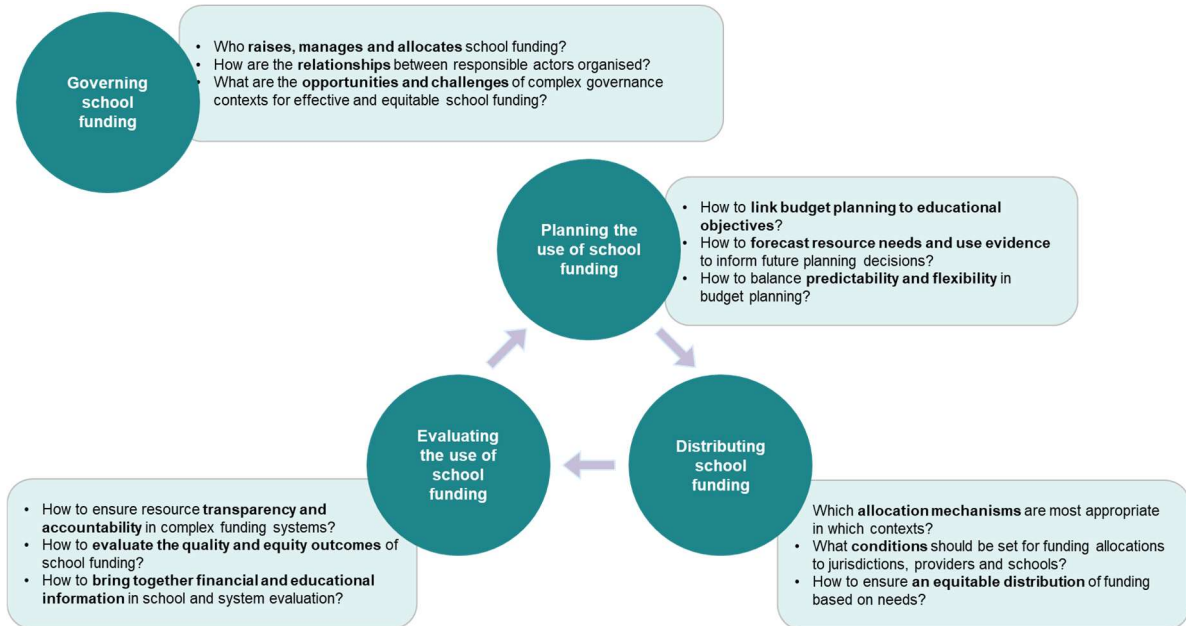 Governing
school
funding
• Who raises, manages and allocates school funding?
• How are the relationships between responsible actors organised?
• What are the opportunities and challenges of complex governance
contexts for effective and equitable school funding?
Planning the
use of school
funding
• How to link budget planning to educational
objectives?
• How to forecast resource needs and use evidence
to inform future planning decisions?
• How to balance predictability and flexibility in
budget planning?
Evaluating
the use of
school
funding
• How to ensure resource transparency and
accountability in complex funding systems?
• How to evaluate the quality and equity outcomes of
school funding?
• How to bring together financial and educational
information in school and system evaluation?
Distributing
school
funding
Which allocation mechanisms are most appropriate
in which contexts?
• What conditions should be set for funding allocations
to jurisdictions, providers and schools?
• How to ensure an equitable distribution of funding
based on needs?